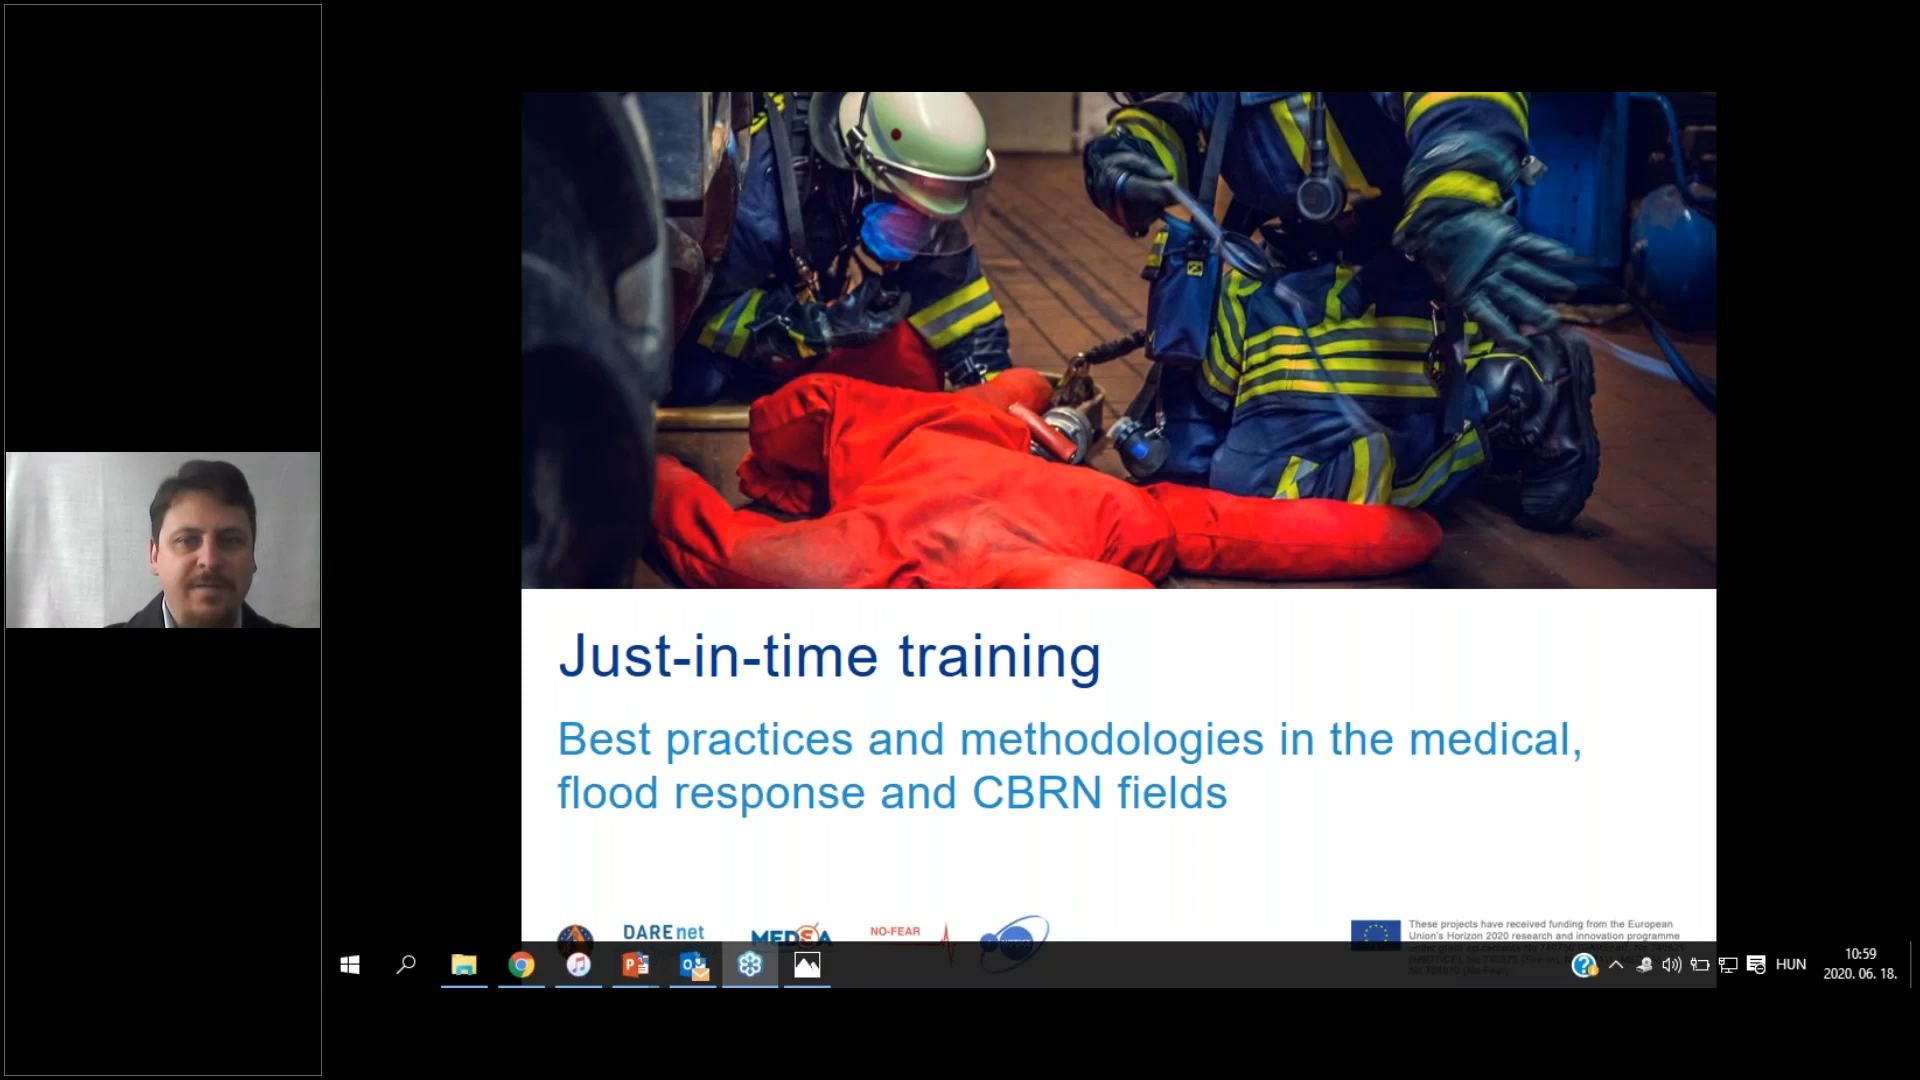 Just-in-time training
Best practices and methodologies in the medical,
flood response and CBRN fields
DAREnet
MEDSA
NO-FEAR
These projects have received funding from the European
Union's Horizon 2020 research and innovation programme
HUN
10:59
2020. 06. 18.